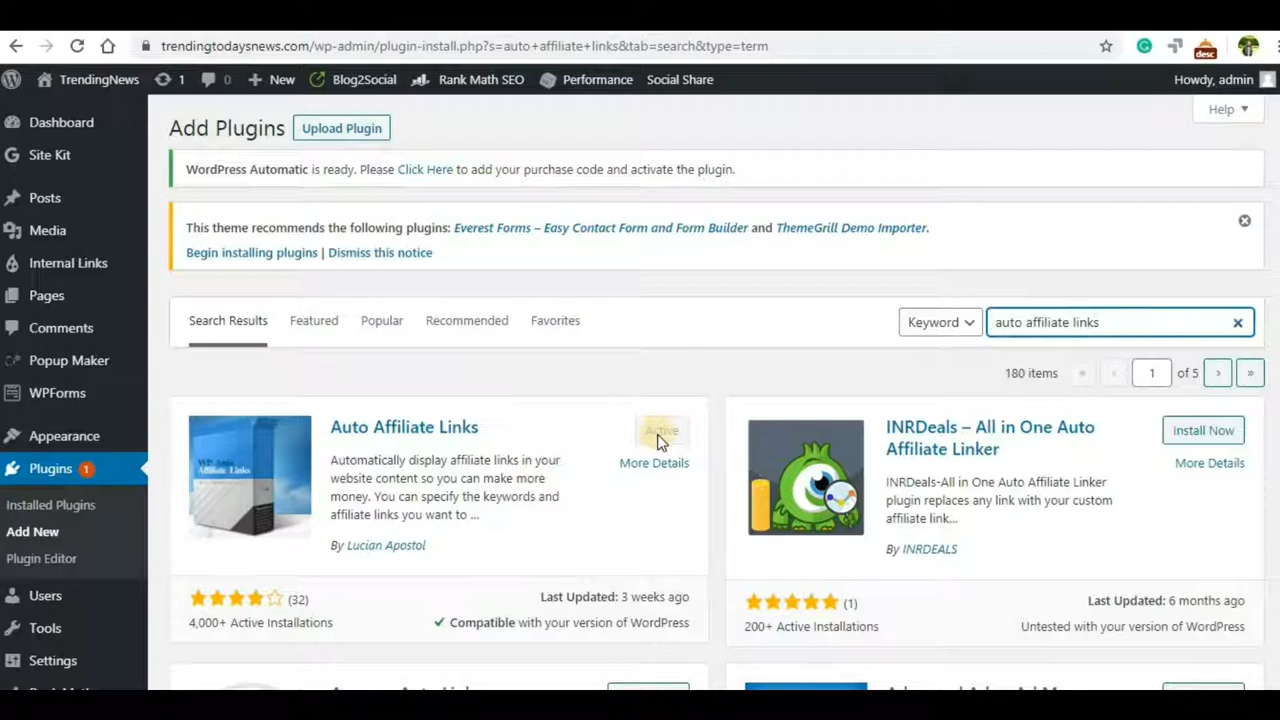 trendingtodaysnews.com/wp-admin/plugin-install.php?s=auto+affiliate+links&tab=search&type=term
desc
TrendingNews 1 0 New Blog2Social Rank Math SEO Performance Social Share Howdy, admin
Dashboard
Site Kit
Posts
Media
Internal Links
Pages
Comments
Popup Maker
WPForms
Appearance
Plugins 1
Installed Plugins
Add New
Plugin Editor
Users
Tools
Settings
Help
Add Plugins Upload Plugin
WordPress Automatic is ready. Please Click Here to add your purchase code and activate the plugin.
This theme recommends the following plugins: Everest Forms – Easy Contact Form and Form Builder and ThemeGrill Demo Importer.
Begin installing plugins | Dismiss this notice
Search Results Featured Popular Recommended Favorites Keyword auto affiliate links
180 items « ‹ 1 of 5 › »
WP Auto
Affiliate Links
Auto Affiliate Links
Active
More Details
Automatically display affiliate links in your
website content so you can make more
money. You can specify the keywords and
affiliate links you want to ...
By Lucian Apostol
(32)
4,000+ Active Installations
Last Updated: 3 weeks ago
Compatible with your version of WordPress
INRDeals – All in One Auto
Affiliate Linker
Install Now
More Details
INRDeals-All in One Auto Affiliate Linker
plugin replaces any link with your custom
affiliate link...
By INRDEALS
(1)
200+ Active Installations
Last Updated: 6 months ago
Untested with your version of WordPress